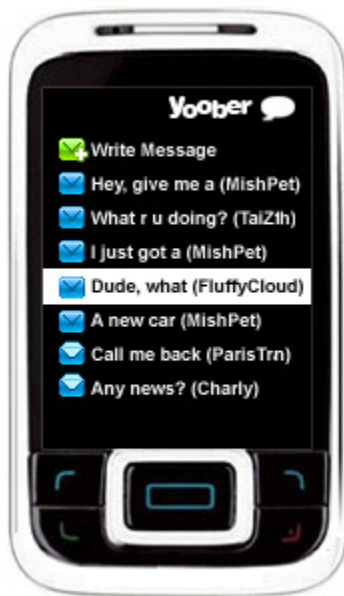 yoober
Write Message
Hey, give me a (MishPet)
What r u doing? (TaiZth)
I just got a (MishPet)
Dude, what (FluffyCloud)
A new car (MishPet)
Call me back (ParisTrn)
Any news? (Charly)